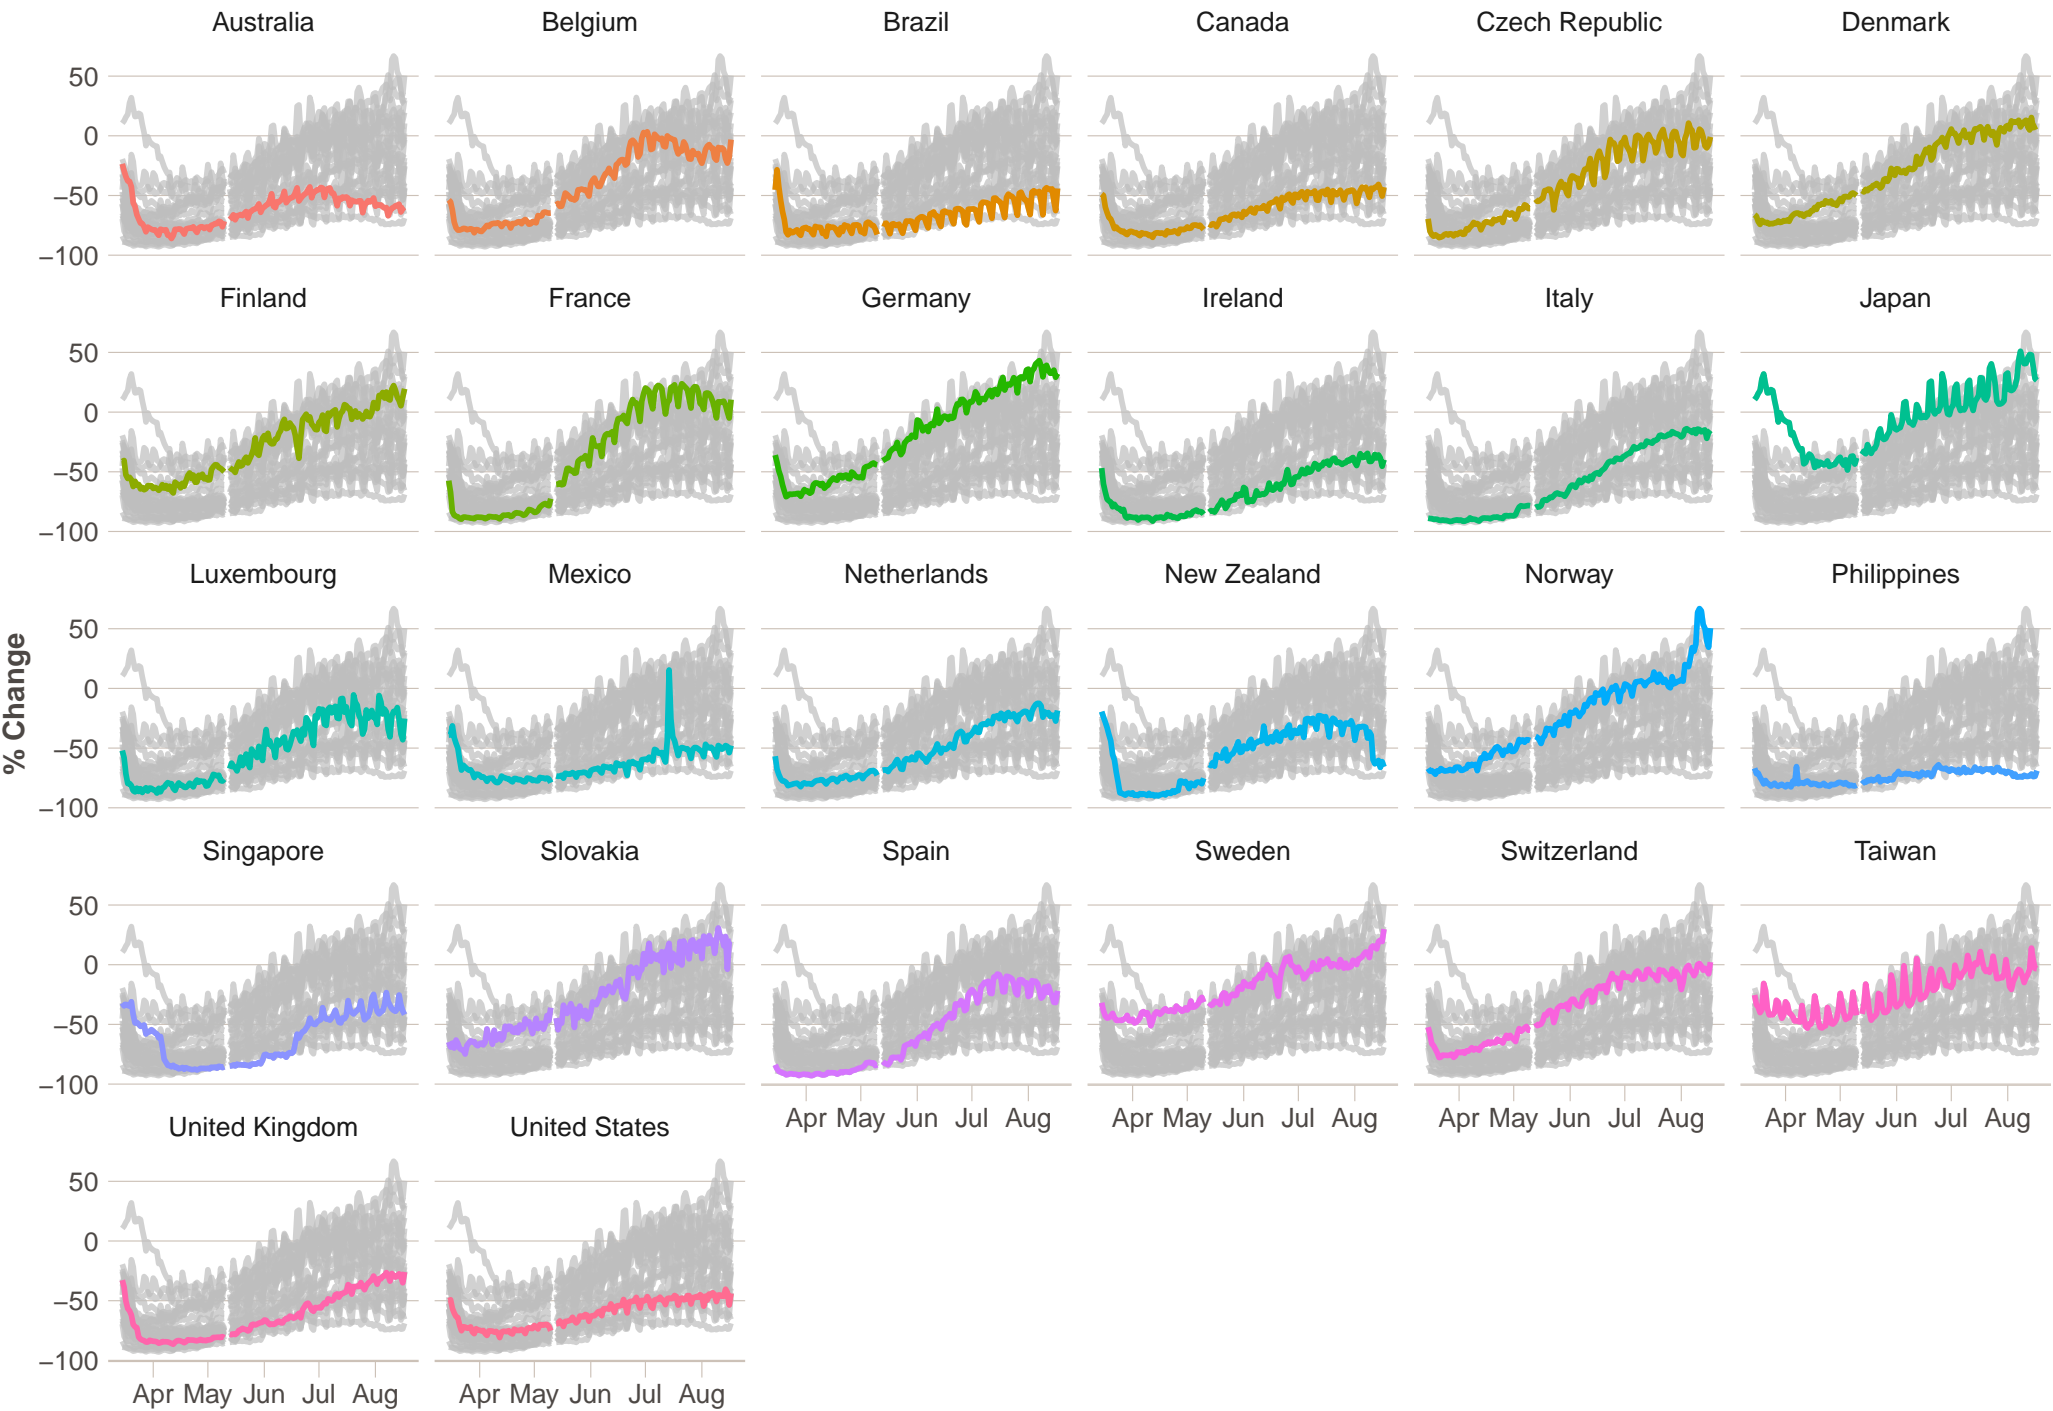 Australia Belgium Brazil Canada Czech Republic Denmark
50
0
−50
−100
Finland France Germany Ireland Italy Japan
50
0
−50
−100
Luxembourg Mexico Netherlands New Zealand Norway Philippines
50
0
−50
−100
% Change
Singapore Slovakia Spain Sweden Switzerland Taiwan
50
0
−50
−100
Apr May Jun Jul Aug Apr May Jun Jul Aug Apr May Jun Jul Aug Apr May Jun Jul Aug
United Kingdom United States
50
0
−50
−100
Apr May Jun Jul Aug Apr May Jun Jul Aug